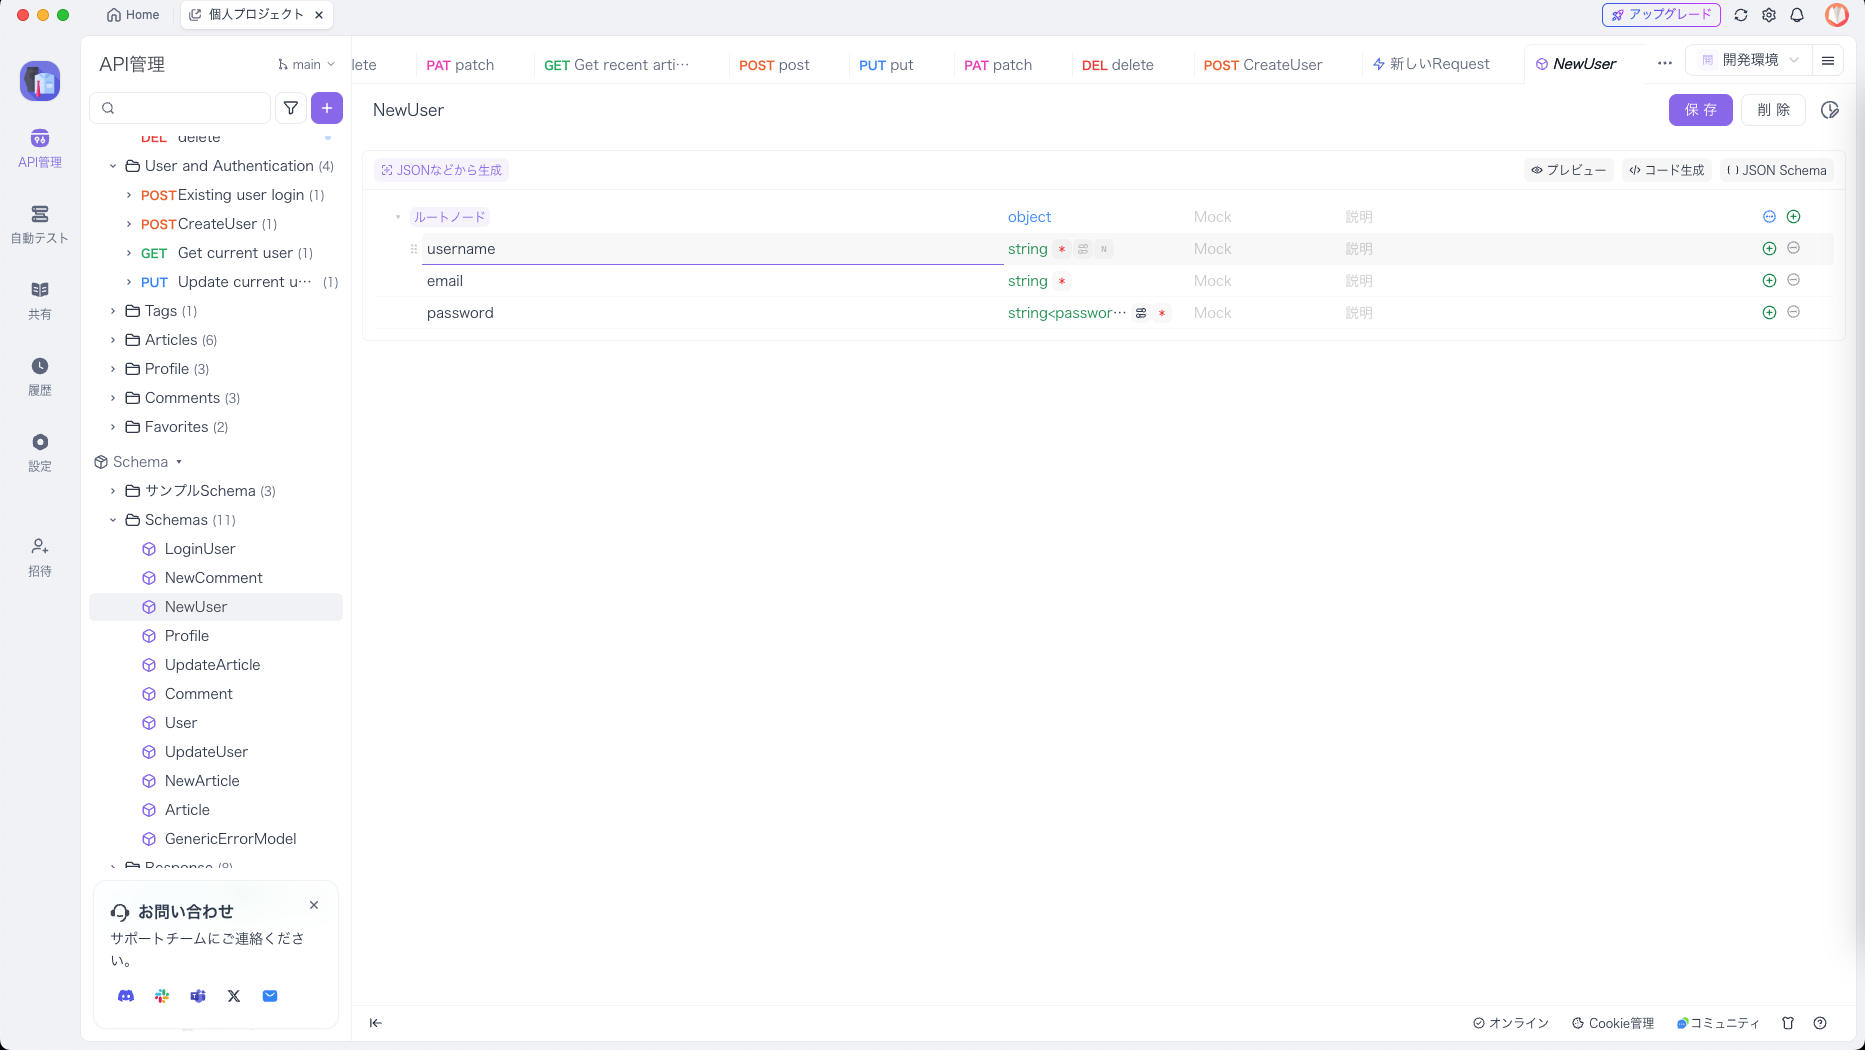 Home
個人プロジェクト
アップグレード
API管理
自動テスト
共有
履歴
設定
招待
API管理
main
DEL delete
User and Authentication (4)
POST Existing user login (1)
POST CreateUser (1)
GET Get current user (1)
PUT Update current u··· (1)
Tags (1)
Articles (6)
Profile (3)
Comments (3)
Favorites (2)
Schema
サンプルSchema (3)
Schemas (11)
LoginUser
NewComment
NewUser
Profile
UpdateArticle
Comment
User
UpdateUser
NewArticle
Article
GenericErrorModel
Response (8)
お問い合わせ
サポートチームにご連絡くださ
い。
lete
PAT patch
GET Get recent arti···
POST post
PUT put
PAT patch
DEL delete
POST CreateUser
新しいRequest
NewUser
開 開発環境
NewUser
保存
削除
JSONなどから生成
プレビュー
コード生成
JSON Schema
ルートノード object Mock 説明
username string * N Mock 説明
email string * Mock 説明
password string<passwor··· * Mock 説明
オンライン
Cookie管理
コミュニティ